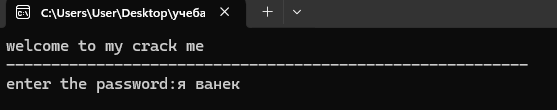 C:\Users\User\Desktop\учеба
welcome to my crack me
----------------------------------------------------------
enter the password:я ванек